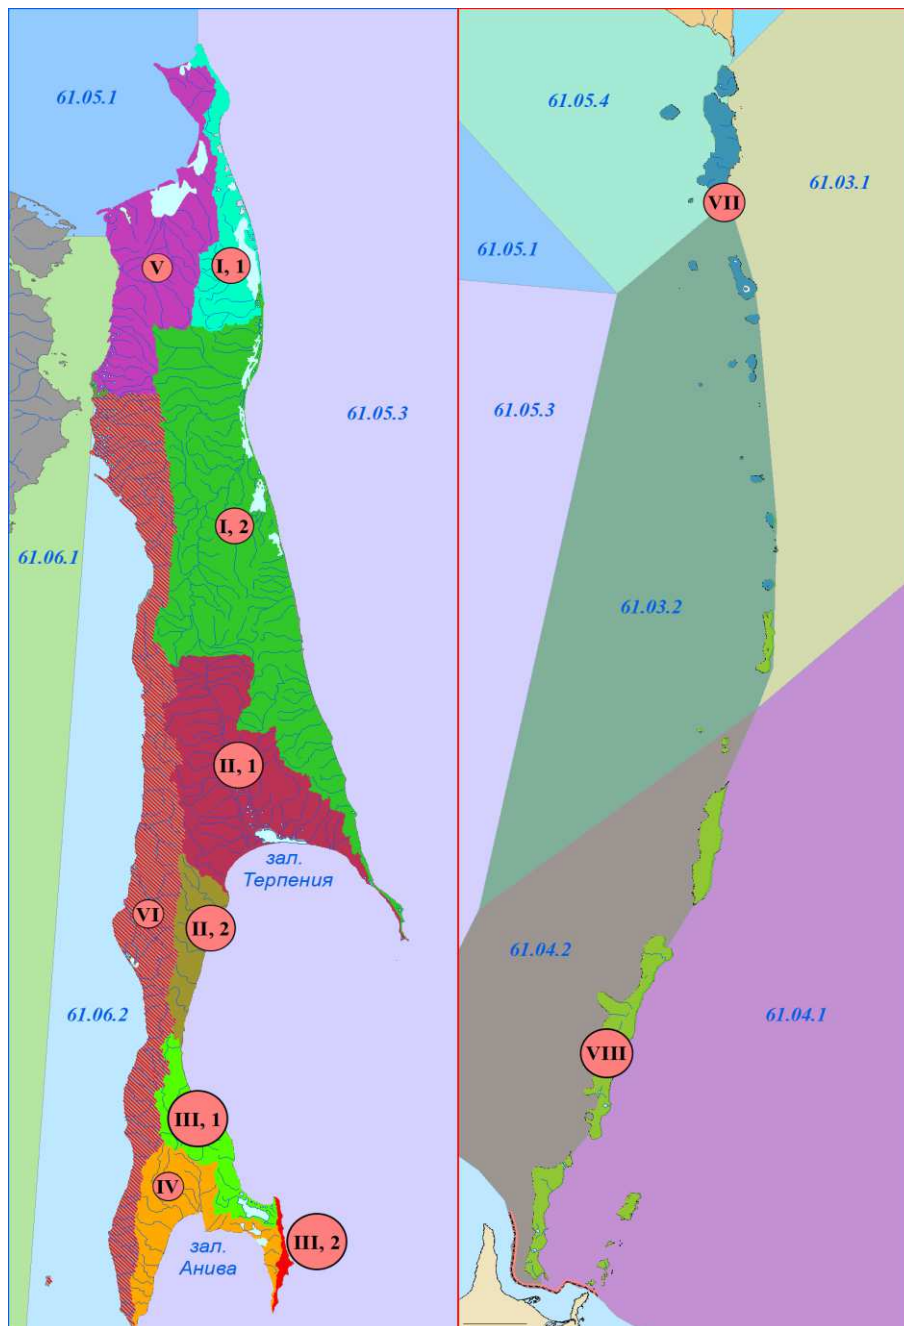 61.05.1
V
I, 1
61.05.3
I, 2
61.06.1
II, 1
зал.
Терпения
VI
II, 2
61.06.2
III, 1
IV
III, 2
зал.
Анива
61.05.4
61.03.1
VII
61.05.1
61.05.3
61.03.2
61.04.2
61.04.1
VIII